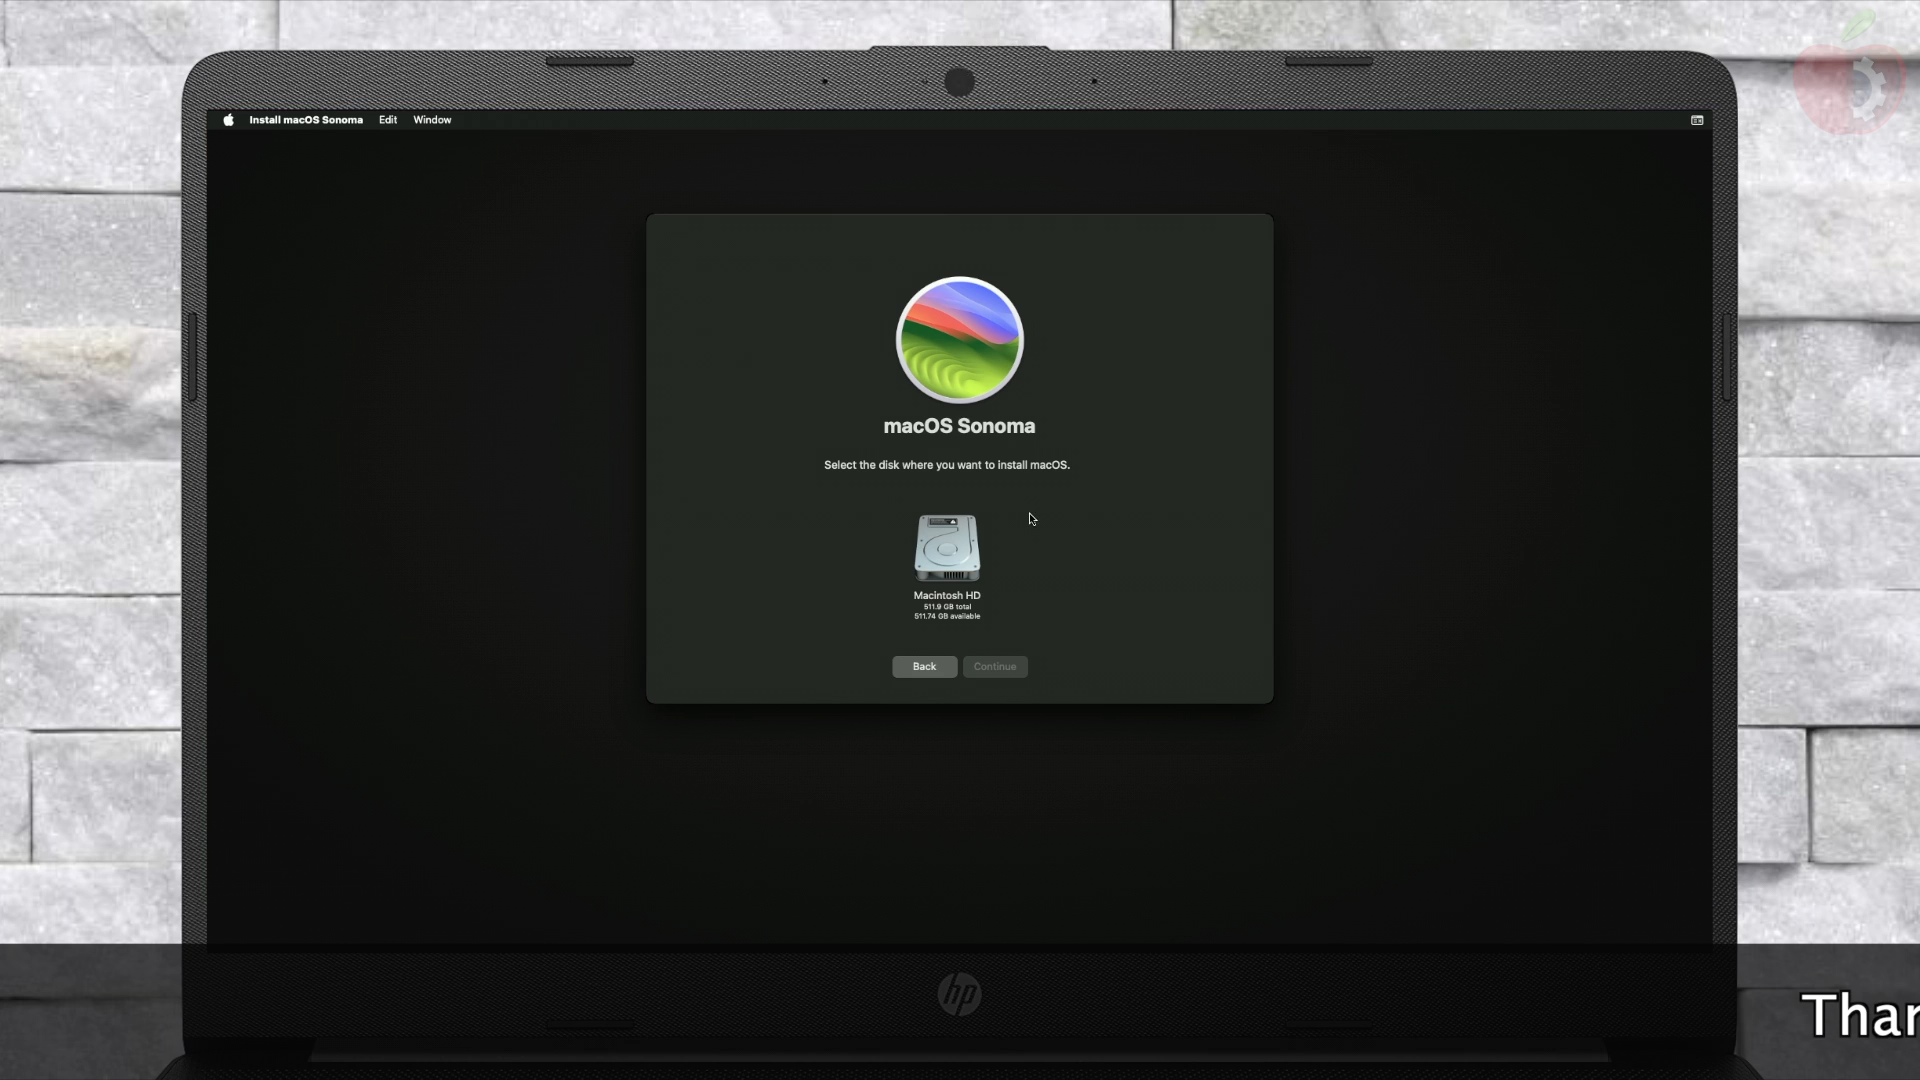 Install macOS Sonoma Edit Window
macOS Sonoma
Select the disk where you want to install macOS.
Macintosh HD
511.9 GB total
511.74 GB available
Back Continue
hp
Than